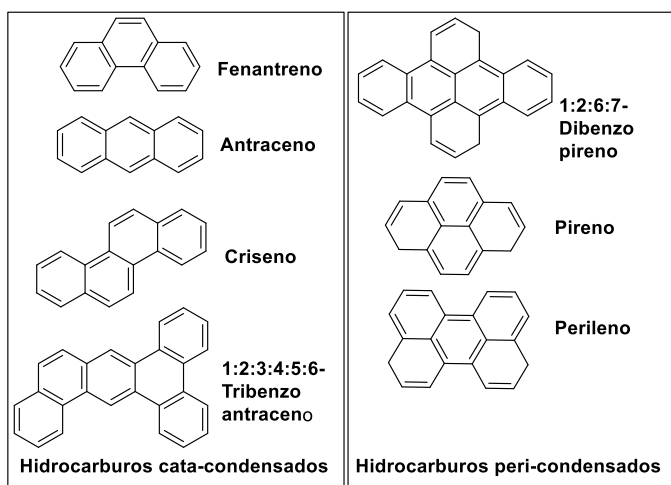 Fenantreno
Antraceno
Criseno
1:2:3:4:5:6-
Tribenzo
antraceno
Hidrocarburos cata-condensados
1:2:6:7-
Dibenzo
pireno
Pireno
Perileno
Hidrocarburos peri-condensados